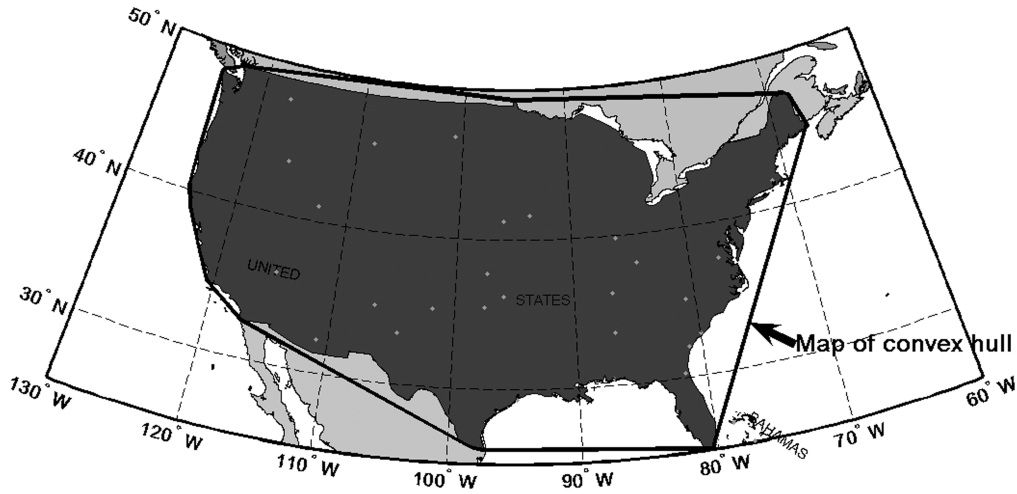 50° N
40° N
30° N
130° W
120° W
110° W
100° W
90° W
80° W
70° W
60° W
UNITED
STATES
Map of convex hull
BAHAMAS